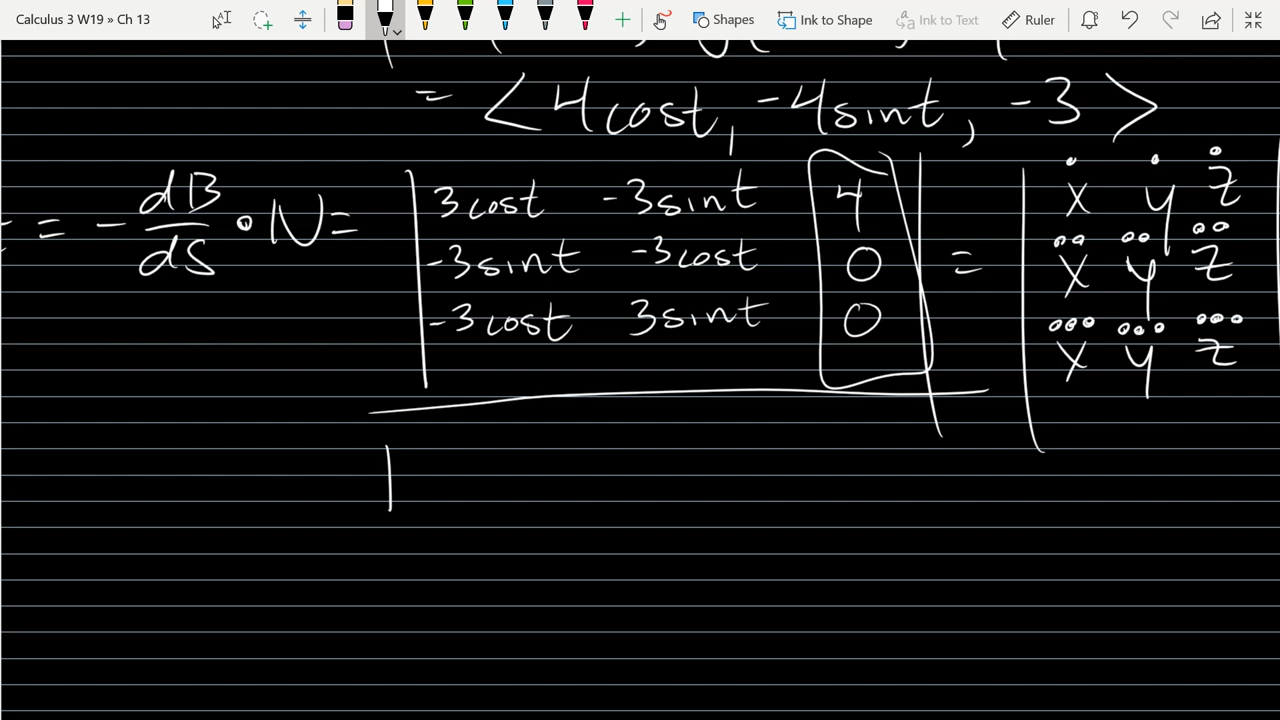 Calculus 3 W19 » Ch 13
Shapes
Ink to Shape
Ink to Text
Ruler
= < 4cost, -4sint, -3 >
= - dB/ds • N = | 3cost -3sint 4 | = | ẋ ẏ ż |
| -3sint -3cost 0 | | ẍ ÿ z̈ |
| -3cost 3sint 0 | | x⃛ y⃛ z⃛ |
|